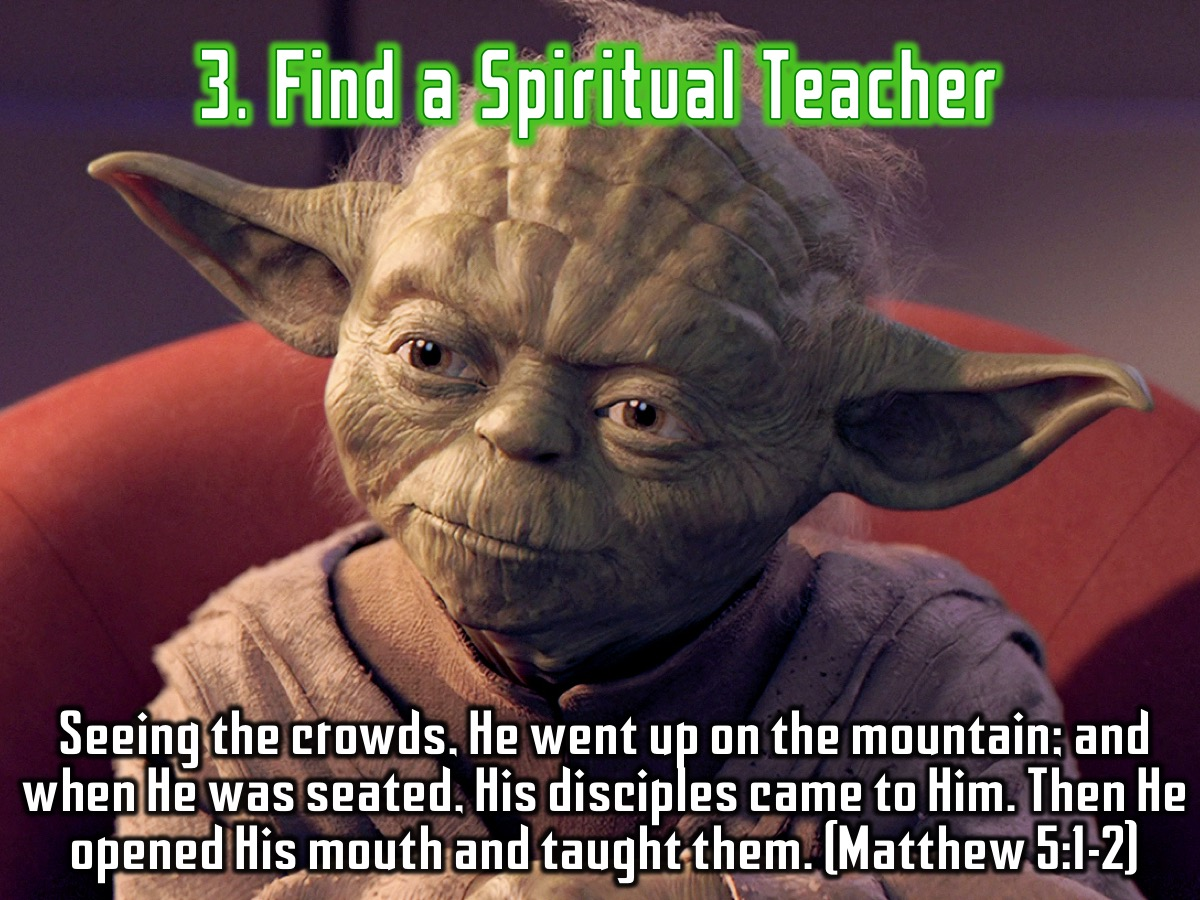 3. Find a Spiritual Teacher
Seeing the crowds, He went up on the mountain; and
when He was seated, His disciples came to Him. Then He
opened His mouth and taught them. (Matthew 5:1-2)